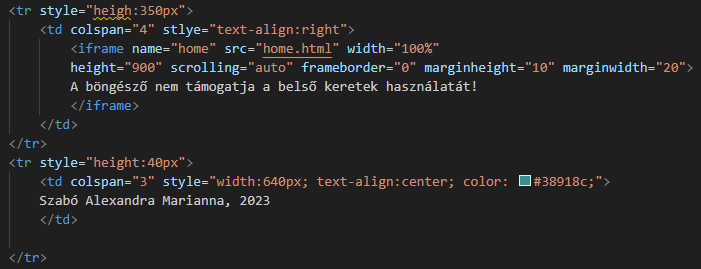 <tr style="heigh:350px">
<td colspan="4" stlye="text-align:right">
<iframe name="home" src="home.html" width="100%"
height="900" scrolling="auto" frameborder="0" marginheight="10" marginwidth="20">
A böngésző nem támogatja a belső keretek használatát!
</iframe>
</td>
</tr>
<tr style="height:40px">
<td colspan="3" style="width:640px; text-align:center; color: #38918c;">
Szabó Alexandra Marianna, 2023
</td>
</tr>